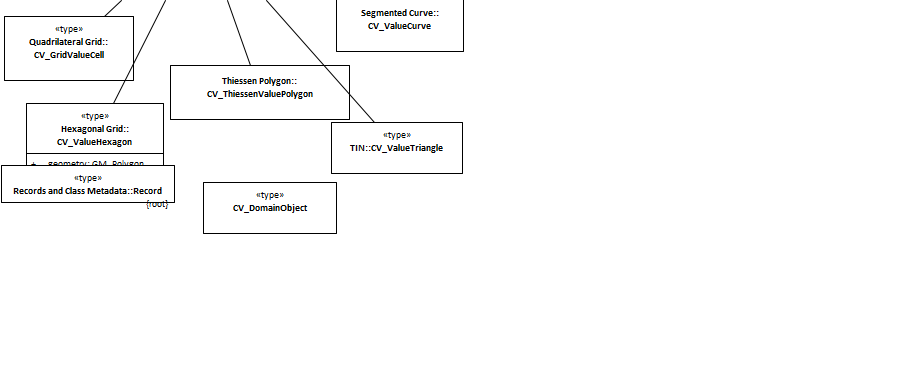 Segmented Curve::
CV_ValueCurve
«type»
Quadrilateral Grid::
CV_GridValueCell
Thiessen Polygon::
CV_ThiessenValuePolygon
«type»
Hexagonal Grid::
CV_ValueHexagon
+ geometry: GM_Polygon
«type»
TIN::CV_ValueTriangle
«type»
Records and Class Metadata::Record
{root}
«type»
CV_DomainObject